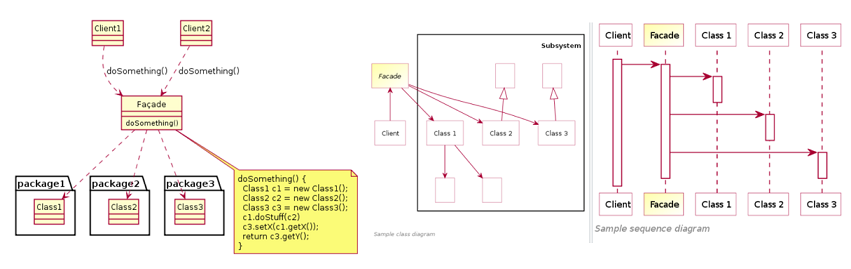 Client1
Client2
doSomething()
doSomething()
Façade
doSomething()
package1
package2
package3
Class1
Class2
Class3
doSomething() {
Class1 c1 = new Class1();
Class2 c2 = new Class2();
Class3 c3 = new Class3();
c1.doStuff(c2)
c3.setX(c1.getX());
return c3.getY();
}
Subsystem
Facade
Client
Class 1
Class 2
Class 3
Sample class diagram
Client
Facade
Class 1
Class 2
Class 3
Client
Facade
Class 1
Class 2
Class 3
Sample sequence diagram